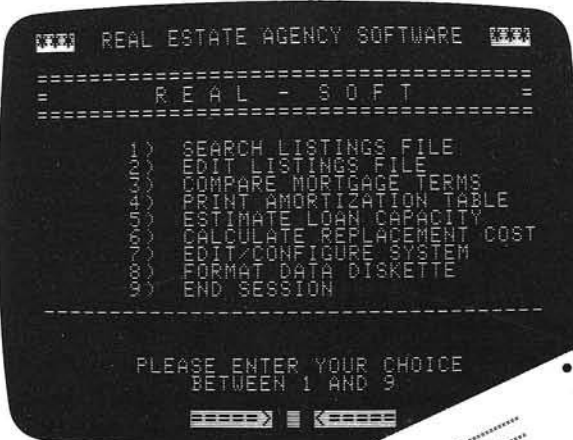 REAL ESTATE AGENCY SOFTWARE
REAL - SOFT
1) SEARCH LISTINGS FILE
2) EDIT LISTINGS FILE
3) COMPARE MORTGAGE TERMS
4) PRINT AMORTIZATION TABLE
5) ESTIMATE LOAN CAPACITY
6) CALCULATE REPLACEMENT COST
7) EDIT/CONFIGURE SYSTEM
8) FORMAT DATA DISKETTE
9) END SESSION
PLEASE ENTER YOUR CHOICE
BETWEEN 1 AND 9